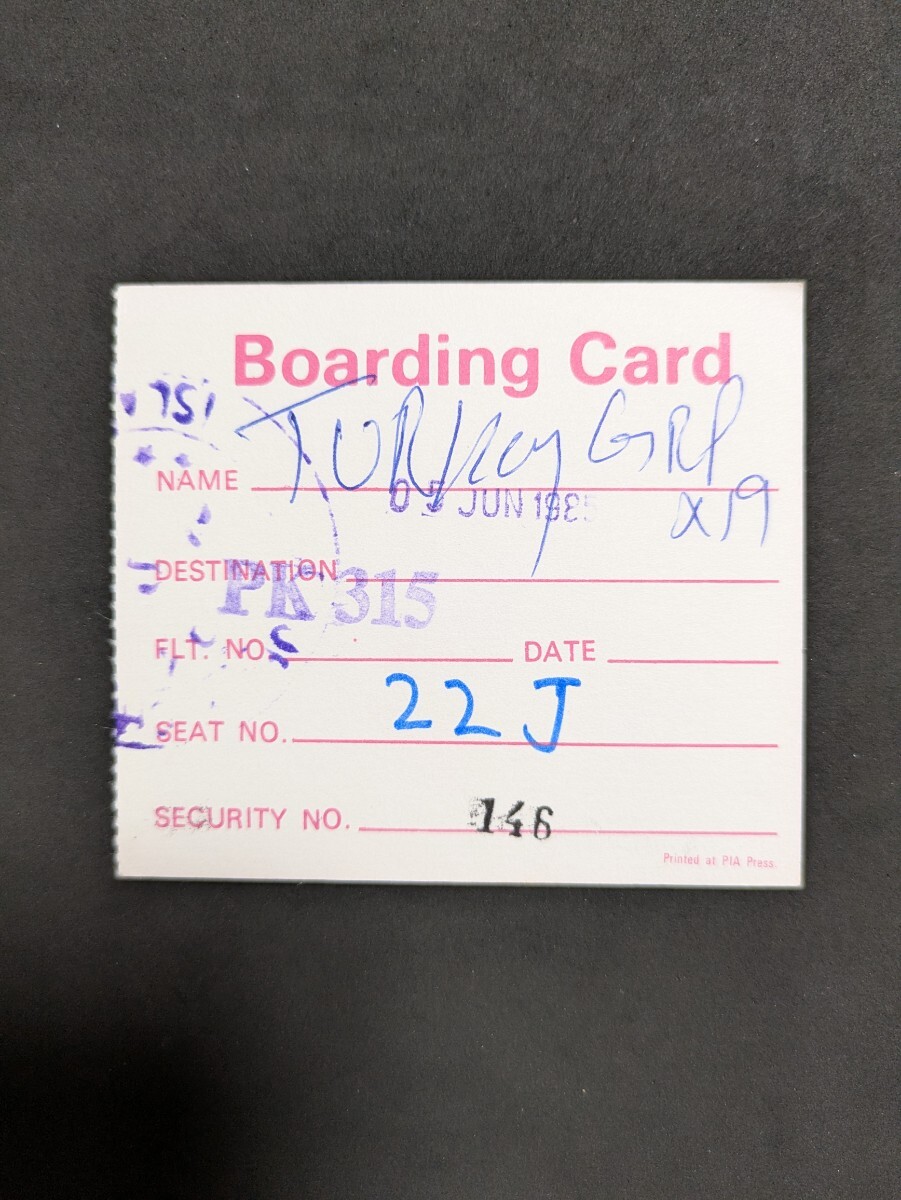 Boarding Card
NAME TURKey GRP
05 JUN 1985 x19
DESTINATION
PK 315
FLT. NO. DATE
SEAT NO. 22 J
SECURITY NO. 146
Printed at PIA Press.